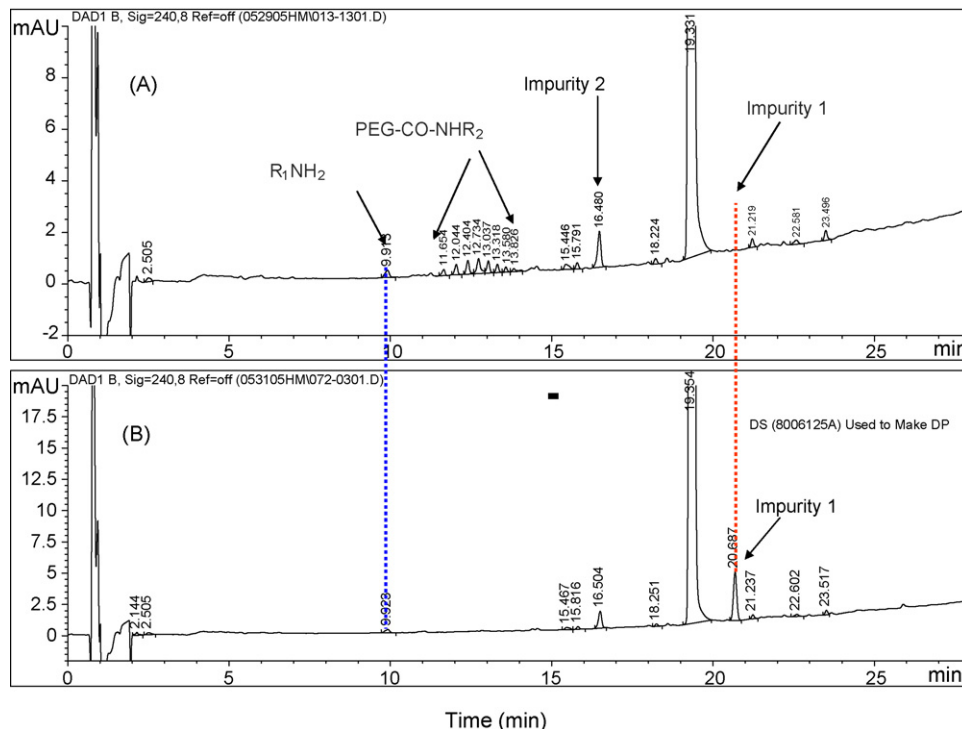 DAD1 B, Sig=240,8 Ref=off (052905HM\013-1301.D)
mAU
8
6
4
2
0
-2
(A)
R₁NH₂
PEG-CO-NHR₂
Impurity 2
Impurity 1
2.505
9.913
11.654
12.044
12.404
12.734
13.037
13.318
13.580
13.826
15.446
15.791
16.480
18.224
19.331
21.219
22.581
23.496
0 5 10 15 20 25 min
DAD1 B, Sig=240,8 Ref=off (053105HM\072-0301.D)
mAU
17.5
15
12.5
10
7.5
5
2.5
0
(B)
DS (8006125A) Used to Make DP
Impurity 1
2.144
2.505
9.923
15.467
15.816
16.504
18.251
19.354
20.687
21.237
22.602
23.517
0 5 10 15 20 25 min
Time (min)